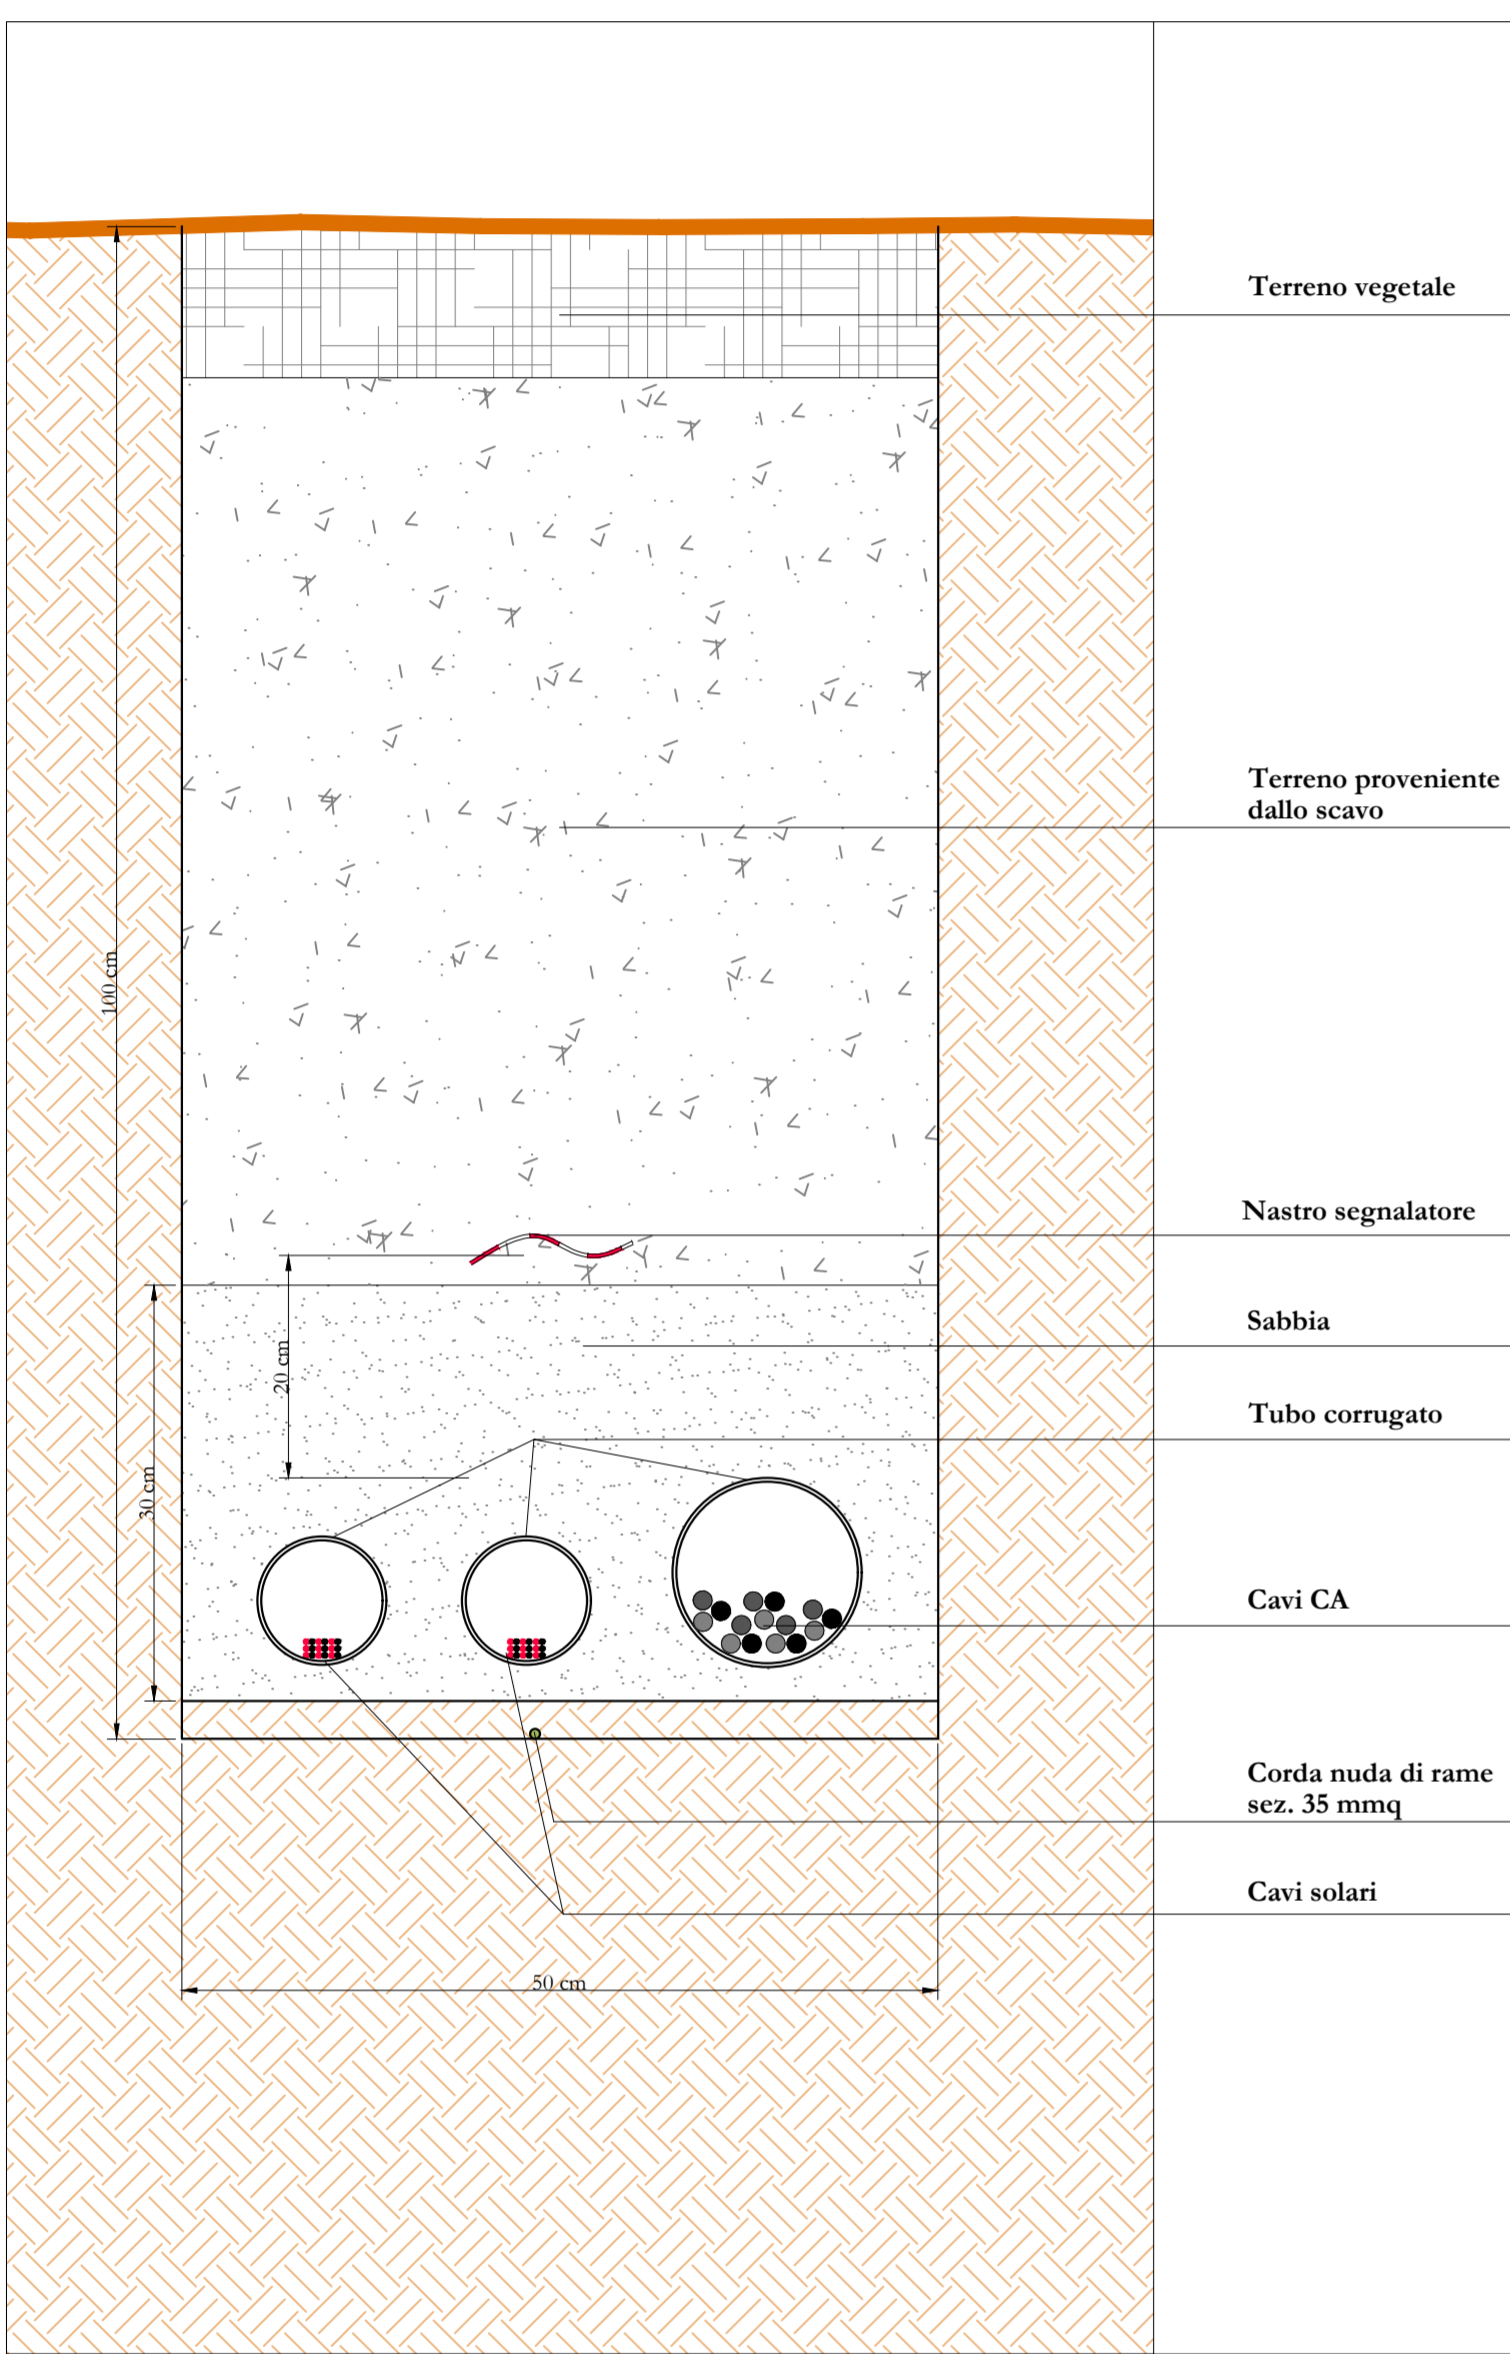 Terreno vegetale
Terreno proveniente
dallo scavo
100 cm
Nastro segnalatore
Sabbia
20 cm
Tubo corrugato
30 cm
Cavi CA
Corda nuda di rame
sez. 35 mmq
Cavi solari
50 cm